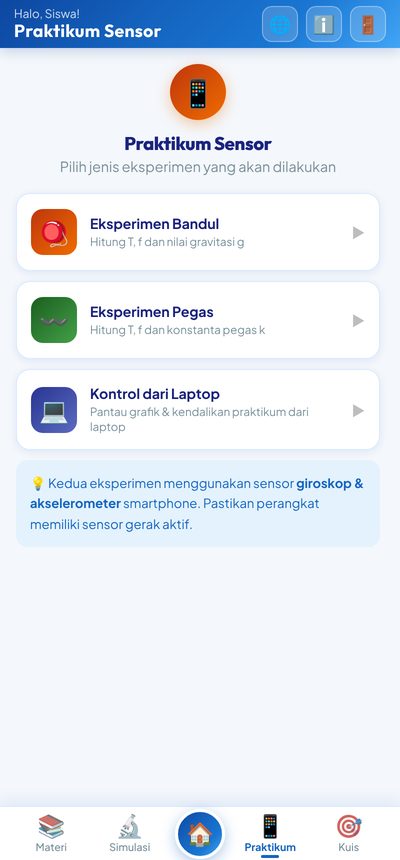 Halo, Siswa!
Praktikum Sensor
Praktikum Sensor
Pilih jenis eksperimen yang akan dilakukan
Eksperimen Bandul
Hitung T, f dan nilai gravitasi g
Eksperimen Pegas
Hitung T, f dan konstanta pegas k
Kontrol dari Laptop
Pantau grafik & kendalikan praktikum dari
laptop
Kedua eksperimen menggunakan sensor giroskop &
akselerometer smartphone. Pastikan perangkat
memiliki sensor gerak aktif.
Materi
Simulasi
Praktikum
Kuis